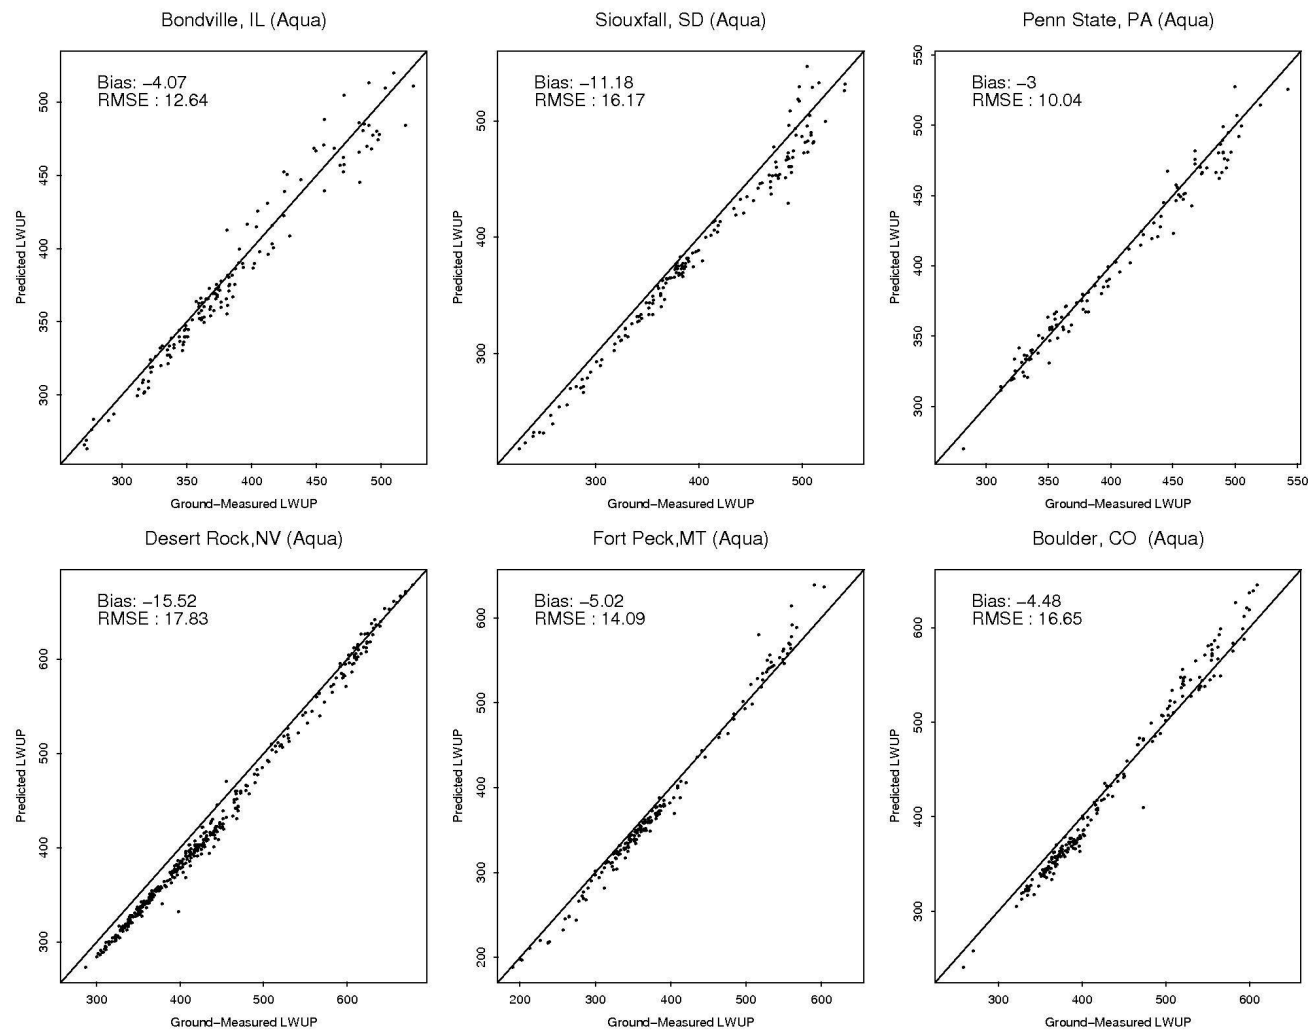 Bondville, IL (Aqua)
Bias: −4.07
RMSE : 12.64
500
450
400
350
300
Predicted LWUP
300 350 400 450 500
Ground−Measured LWUP
Siouxfall, SD (Aqua)
Bias: −11.18
RMSE : 16.17
500
400
300
Predicted LWUP
300 400 500
Ground−Measured LWUP
Penn State, PA (Aqua)
Bias: −3
RMSE : 10.04
550
500
450
400
350
300
Predicted LWUP
300 350 400 450 500 550
Ground−Measured LWUP
Desert Rock,NV (Aqua)
Bias: −15.52
RMSE : 17.83
600
500
400
300
Predicted LWUP
300 400 500 600
Ground−Measured LWUP
Fort Peck,MT (Aqua)
Bias: −5.02
RMSE : 14.09
600
500
400
300
200
Predicted LWUP
200 300 400 500 600
Ground−Measured LWUP
Boulder, CO (Aqua)
Bias: −4.48
RMSE : 16.65
600
500
400
300
Predicted LWUP
300 400 500 600
Ground−Measured LWUP